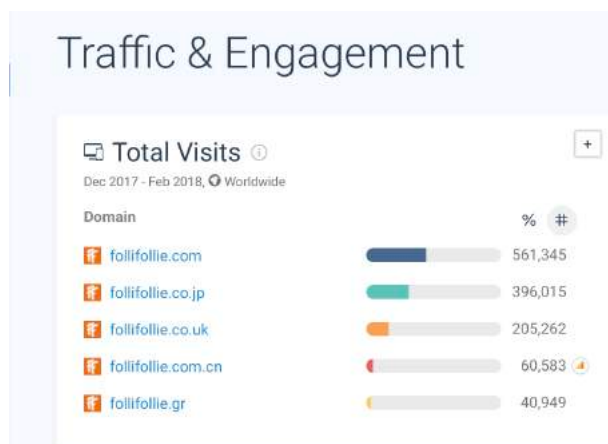 Traffic & Engagement
Total Visits
Dec 2017 - Feb 2018, Worldwide
Domain % #
follifollie.com 561,345
follifollie.co.jp 396,015
follifollie.co.uk 205,262
follifollie.com.cn 60,583
follifollie.gr 40,949